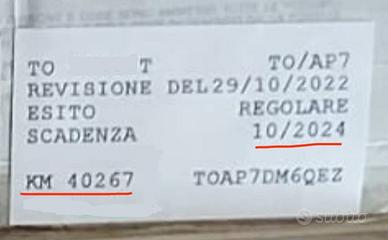 TO T TO/AP7
REVISIONE DEL29/10/2022
ESITO REGOLARE
SCADENZA 10/2024
KM 40267 TOAP7DM6QEZ
subito